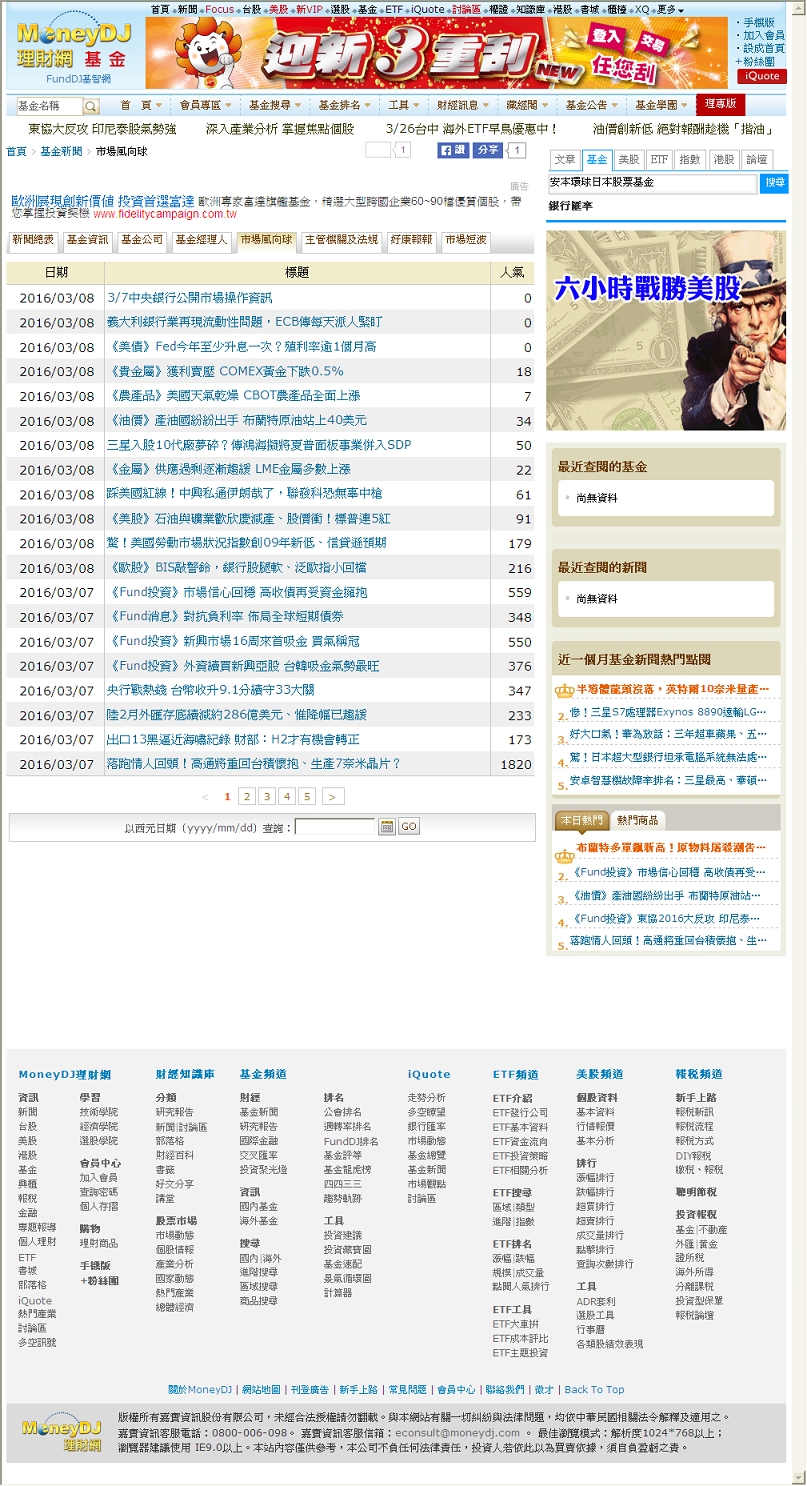 首頁 新聞 Focus 台股 美股 新VIP 選股 基金 ETF iQuote 討論區 權證 知識庫 港股 書城 櫃檯 XQ 更多
MoneyDJ
理財網 基金
FundDJ基智網
迎新3重刮
NEW
登入
交易
任您刮
手機版
加入會員
設成首頁
+粉絲團
iQuote
基金名稱
首 頁 會員專區 基金搜尋 基金排名 工具 財經訊息 藏經閣 基金公告 基金學園 理專版
東協大反攻 印尼泰股氣勢強 深入產業分析 掌握焦點個股 3/26台中 海外ETF早鳥優惠中! 油價創新低 絕對報酬趁機「揩油」
首頁 > 基金新聞 > 市場風向球
1
讚 分享 1
文章 基金 美股 ETF 指數 港股 論壇
安本環球日本股票基金 搜尋
銀行匯率
廣告
歐洲展現創新價值 投資首選富達 歐洲專家富達旗艦基金,精選大型跨國企業60~90檔優質個股,帶
您掌握投資契機 www.fidelitycampaign.com.tw
新聞總表 基金資訊 基金公司 基金經理人 市場風向球 主管機關及法規 好康報報 市場短波
日期 標題 人氣
2016/03/08 3/7中央銀行公開市場操作資訊 0
2016/03/08 義大利銀行業再現流動性問題,ECB傳每天派人緊盯 0
2016/03/08 《美債》Fed今年至少升息一次?殖利率逾1個月高 0
2016/03/08 《貴金屬》獲利賣壓 COMEX黃金下跌0.5% 18
2016/03/08 《農產品》美國天氣乾燥 CBOT農產品全面上漲 7
2016/03/08 《油價》產油國紛紛出手 布蘭特原油站上40美元 34
2016/03/08 三星入股10代廠夢碎?傳鴻海擬將夏普面板事業併入SDP 50
2016/03/08 《金屬》供應過剩逐漸趨緩 LME金屬多數上漲 22
2016/03/08 踩美國紅線!中興私通伊朗哉了,聯發科恐無辜中槍 61
2016/03/08 《美股》石油與礦業歡欣慶減產、股價衝!標普連5紅 91
2016/03/08 驚!美國勞動市場狀況指數創09年新低、信貸遜預期 179
2016/03/08 《歐股》BIS敲警鈴,銀行股腿軟、泛歐指小回檔 216
2016/03/07 《Fund投資》市場信心回穩 高收債再受資金擁抱 559
2016/03/07 《Fund消息》對抗負利率 佈局全球短期債券 348
2016/03/07 《Fund投資》新興市場16周來首吸金 買氣稱冠 550
2016/03/07 《Fund投資》外資續買新興亞股 台韓吸金氣勢最旺 376
2016/03/07 央行戰熱錢 台幣收升9.1分續守33大關 347
2016/03/07 陸2月外匯存底續減約286億美元、惟降幅已趨緩 233
2016/03/07 出口13黑逼近海嘯紀錄 財部:H2才有機會轉正 173
2016/03/07 落跑情人回頭!高通將重回台積懷抱、生產7奈米晶片? 1820
< 1 2 3 4 5 >
以西元日期 (yyyy/mm/dd) 查詢: GO
六小時戰勝美股
最近查閱的基金
尚無資料
最近查閱的新聞
尚無資料
近一個月基金新聞熱門點閱
半導體龍頭沒落,英特爾10奈米量產…
2. 慘!三星S7處理器Exynos 8890遠輸LG…
3. 好大口氣!華為放話:三年超車蘋果、五…
4. 驚!日本超大型銀行坦承電腦系統無法處…
5. 安卓智慧機故障率排名:三星最高、華碩…
本日熱門 熱門商品
布蘭特多單飆新高!原物料屠殺潮告…
2. 《Fund投資》市場信心回穩 高收債再受…
3. 《油價》產油國紛紛出手 布蘭特原油站…
4. 《Fund投資》東協2016大反攻 印尼泰…
5. 落跑情人回頭!高通將重回台積懷抱、生…
MoneyDJ理財網
資訊
新聞
台股
美股
港股
基金
興櫃
報稅
金融
專題報導
個人理財
ETF
書城
部落格
iQuote
熱門產業
討論區
多空訊號
學習
技術學院
經濟學院
選股學院
會員中心
加入會員
查詢密碼
個人存摺
購物
理財商品
手機版
+粉絲團
財經知識庫
分類
研究報告
新聞|討論區
部落格
財經百科
書籤
好文分享
講堂
股票市場
市場動態
個股情報
產業分析
國家動態
熱門產業
總體經濟
基金頻道
財經
基金新聞
研究報告
國際金融
交叉匯率
投資聚光燈
資訊
國內基金
海外基金
搜尋
國內|海外
進階搜尋
區域搜尋
商品搜尋
排名
公會排名
週轉率排名
FundDJ排名
基金評等
基金龍虎榜
四四三三
趨勢軌跡
工具
投資建議
投資藏寶圖
基金速配
景氣循環圖
計算器
iQuote
走勢分析
多空瞭望
銀行匯率
市場動態
基金總覽
基金新聞
市場觀點
討論區
ETF頻道
ETF介紹
ETF發行公司
ETF基本資料
ETF資金流向
ETF投資策略
ETF相關分析
ETF搜尋
區域|類型
進階|指數
ETF排名
漲幅|跌幅
規模|成交量
點閱人氣排行
ETF工具
ETF大車拚
ETF成本評比
ETF主題投資
美股頻道
個股資料
基本資料
行情報價
基本分析
排行
漲幅排行
跌幅排行
超買排行
超賣排行
成交量排行
點擊排行
查詢次數排行
工具
ADR套利
選股工具
行事曆
各類股績效表現
報稅頻道
新手上路
報稅新訊
報稅流程
報稅方式
DIY報稅
繳稅、報稅
聰明節稅
投資報稅
基金|不動產
外匯|黃金
證所稅
海外所得
分離課稅
投資型保單
報稅論壇
關於MoneyDJ | 網站地圖 | 刊登廣告 | 新手上路 | 常見問題 | 會員中心 | 聯絡我們 | 徵才 | Back To Top
MoneyDJ
理財網
版權所有嘉實資訊股份有限公司,未經合法授權請勿翻載。與本網站有關一切糾紛與法律問題,均依中華民國相關法令解釋及適用之。
嘉實資訊客服電話:0800-006-098。 嘉實資訊客服信箱:econsult@moneydj.com 。 最佳瀏覽模式:解析度1024*768以上;
瀏覽器建議使用 IE9.0以上。本站內容僅供參考,本公司不負任何法律責任,投資人若依此以為買賣依據,須自負盈虧之責。